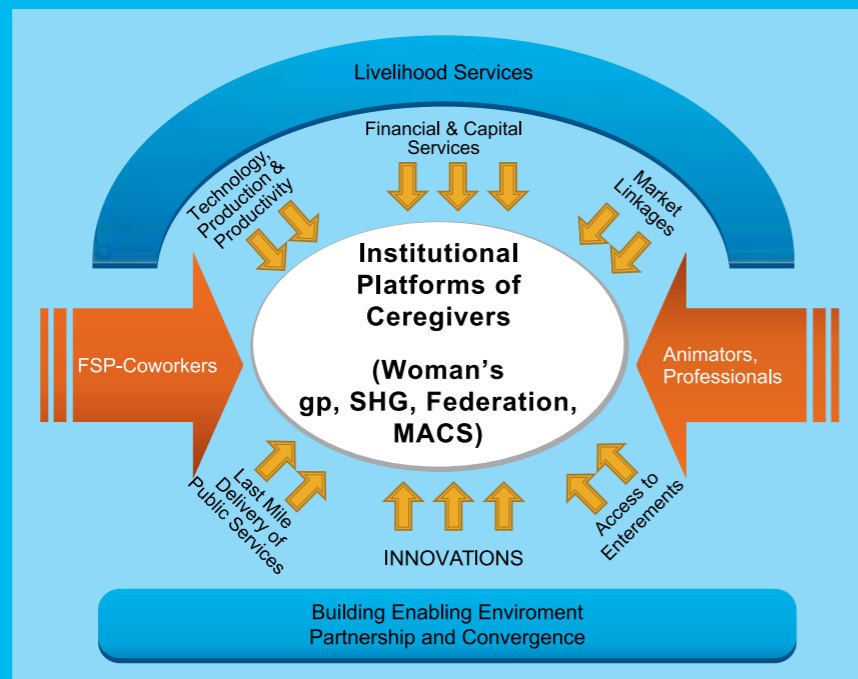 Livelihood Services
Financial & Capital
Services
Technology,
Production &
Productivity
Market
Linkages
Institutional
Platforms of
Ceregivers
(Woman's
gp, SHG, Federation,
MACS)
FSP-Coworkers
Animators,
Professionals
Last Mile
Delivery of
Public Services
INNOVATIONS
Access to
Enterements
Building Enabling Enviroment
Partnership and Convergence